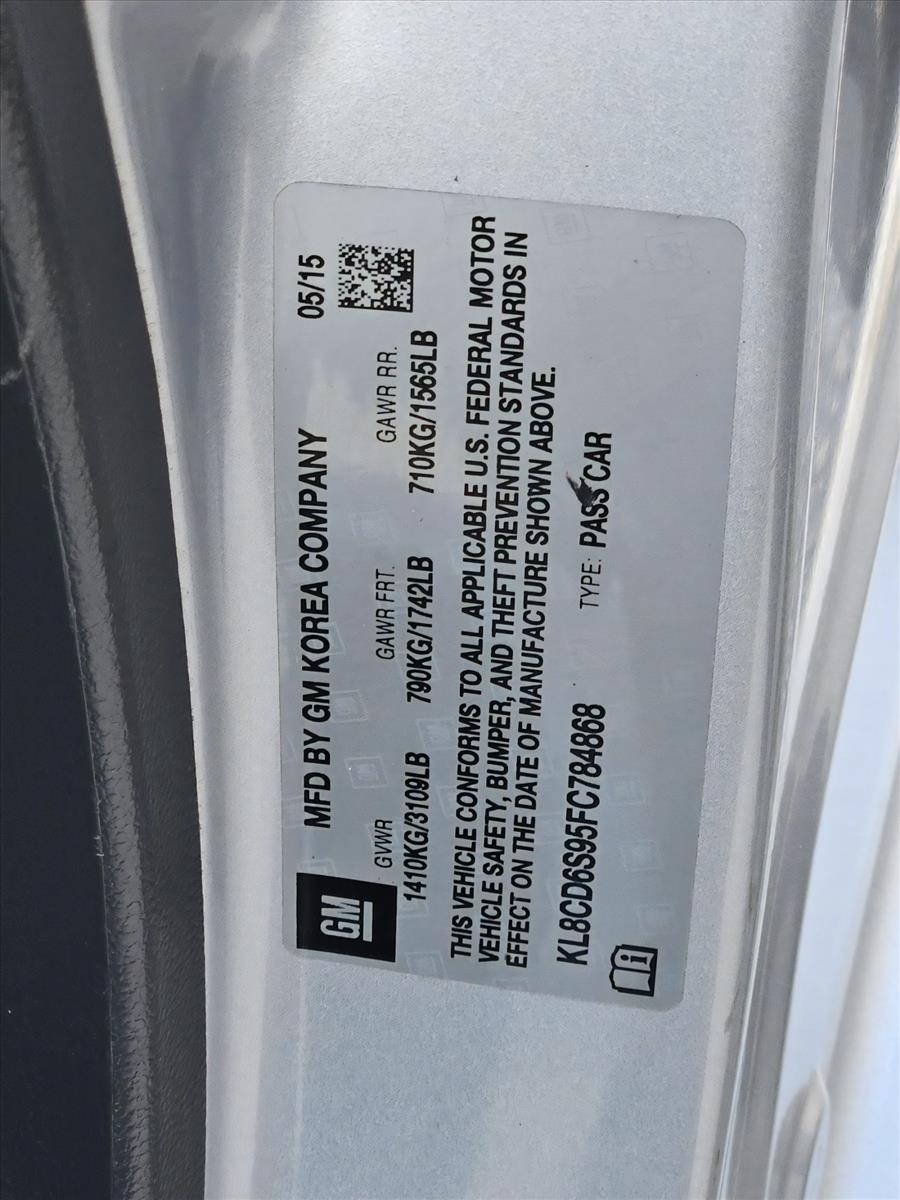 GM
MFD BY GM KOREA COMPANY 05/15
GVWR GAWR FRT. GAWR RR.
1410KG/3109LB 790KG/1742LB 710KG/1565LB
THIS VEHICLE CONFORMS TO ALL APPLICABLE U.S. FEDERAL MOTOR
VEHICLE SAFETY, BUMPER, AND THEFT PREVENTION STANDARDS IN
EFFECT ON THE DATE OF MANUFACTURE SHOWN ABOVE.
KL8CD6S95FC784868 TYPE: PASS CAR